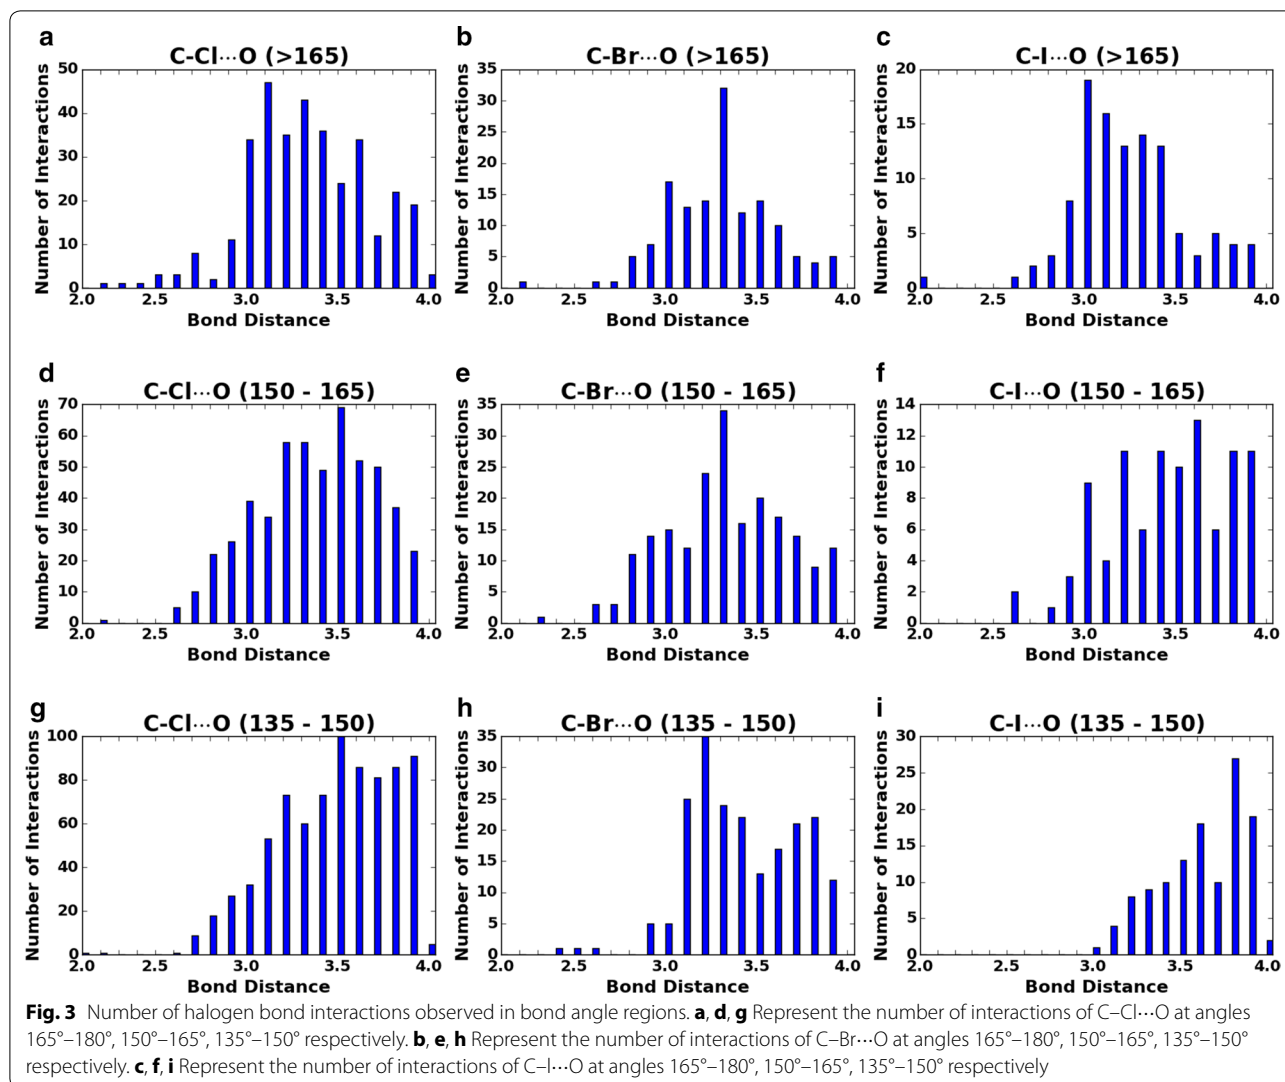 a
C-Cl···O (>165)
Number of Interactions
50
40
30
20
10
0
2.0 2.5 3.0 3.5 4.0
Bond Distance
b
C-Br···O (>165)
Number of Interactions
35
30
25
20
15
10
5
0
2.0 2.5 3.0 3.5 4.0
Bond Distance
c
C-I···O (>165)
Number of Interactions
20
15
10
5
0
2.0 2.5 3.0 3.5 4.0
Bond Distance
d
C-Cl···O (150 - 165)
Number of Interactions
70
60
50
40
30
20
10
0
2.0 2.5 3.0 3.5 4.0
Bond Distance
e
C-Br···O (150 - 165)
Number of Interactions
35
30
25
20
15
10
5
0
2.0 2.5 3.0 3.5 4.0
Bond Distance
f
C-I···O (150 - 165)
Number of Interactions
14
12
10
8
6
4
2
0
2.0 2.5 3.0 3.5 4.0
Bond Distance
g
C-Cl···O (135 - 150)
Number of Interactions
100
80
60
40
20
0
2.0 2.5 3.0 3.5 4.0
Bond Distance
h
C-Br···O (135 - 150)
Number of Interactions
35
30
25
20
15
10
5
0
2.0 2.5 3.0 3.5 4.0
Bond Distance
i
C-I···O (135 - 150)
Number of Interactions
30
25
20
15
10
5
0
2.0 2.5 3.0 3.5 4.0
Bond Distance
Fig. 3 Number of halogen bond interactions observed in bond angle regions. a, d, g Represent the number of interactions of C–Cl···O at angles
165°–180°, 150°–165°, 135°–150° respectively. b, e, h Represent the number of interactions of C–Br···O at angles 165°–180°, 150°–165°, 135°–150°
respectively. c, f, i Represent the number of interactions of C–I···O at angles 165°–180°, 150°–165°, 135°–150° respectively